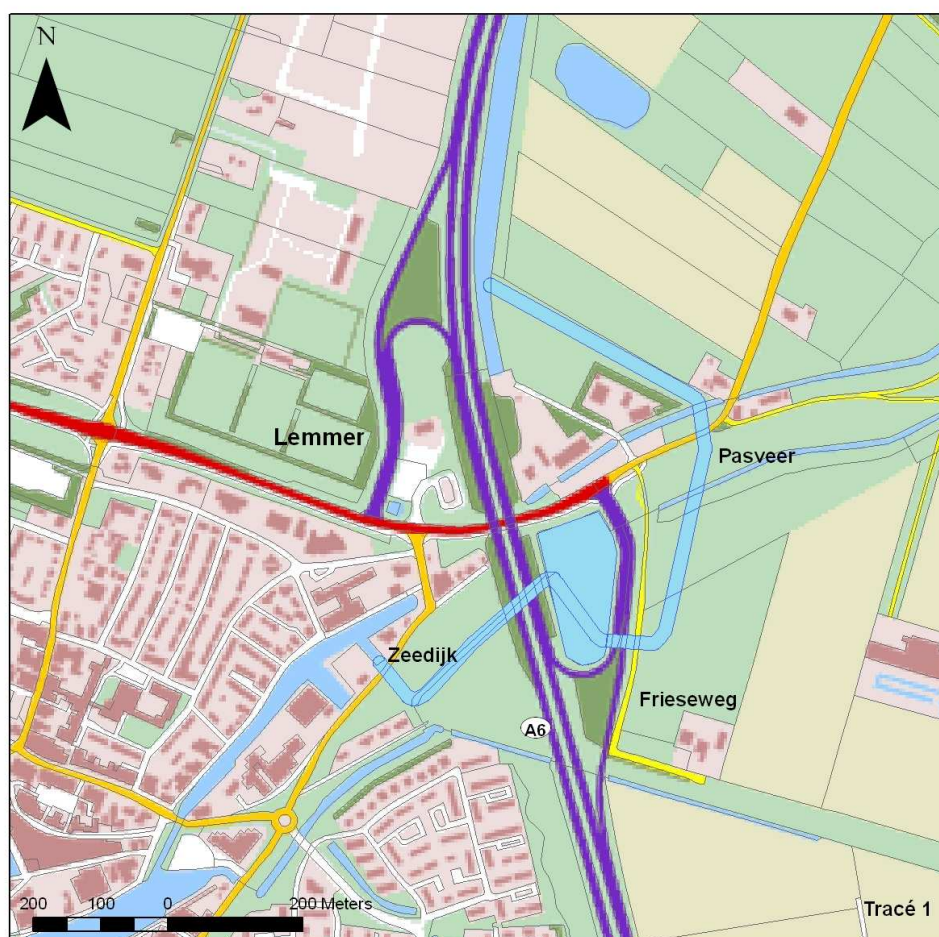 N
Lemmer
Pasveer
Zeedijk
Frieseweg
A6
200 100 0 200 Meters
Tracé 1